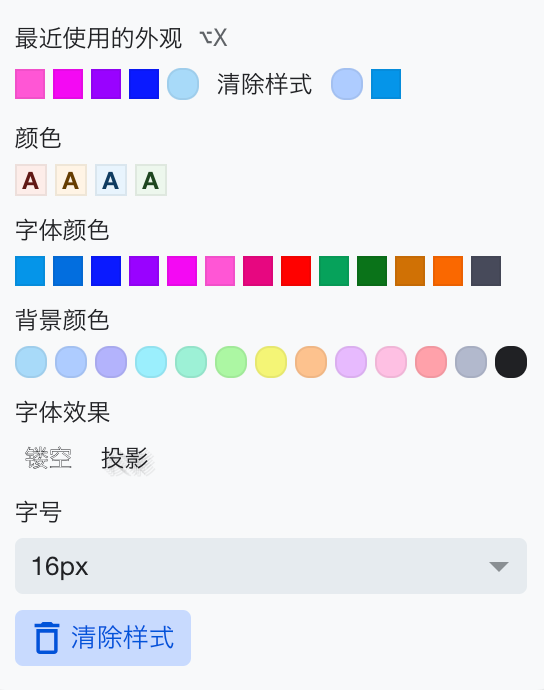 最近使用的外观 ⌥X
清除样式
颜色
A A A A
字体颜色
背景颜色
字体效果
镂空 投影
字号
16px
清除样式